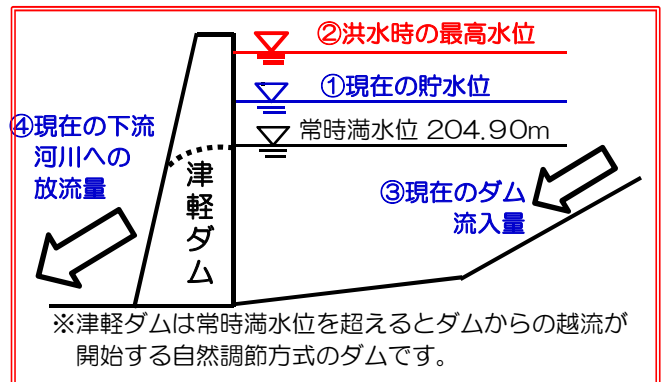 ②洪水時の最高水位
①現在の貯水位
常時満水位 204.90m
④現在の下流
河川への
放流量
③現在のダム
流入量
津軽ダム
※津軽ダムは常時満水位を超えるとダムからの越流が
開始する自然調節方式のダムです。